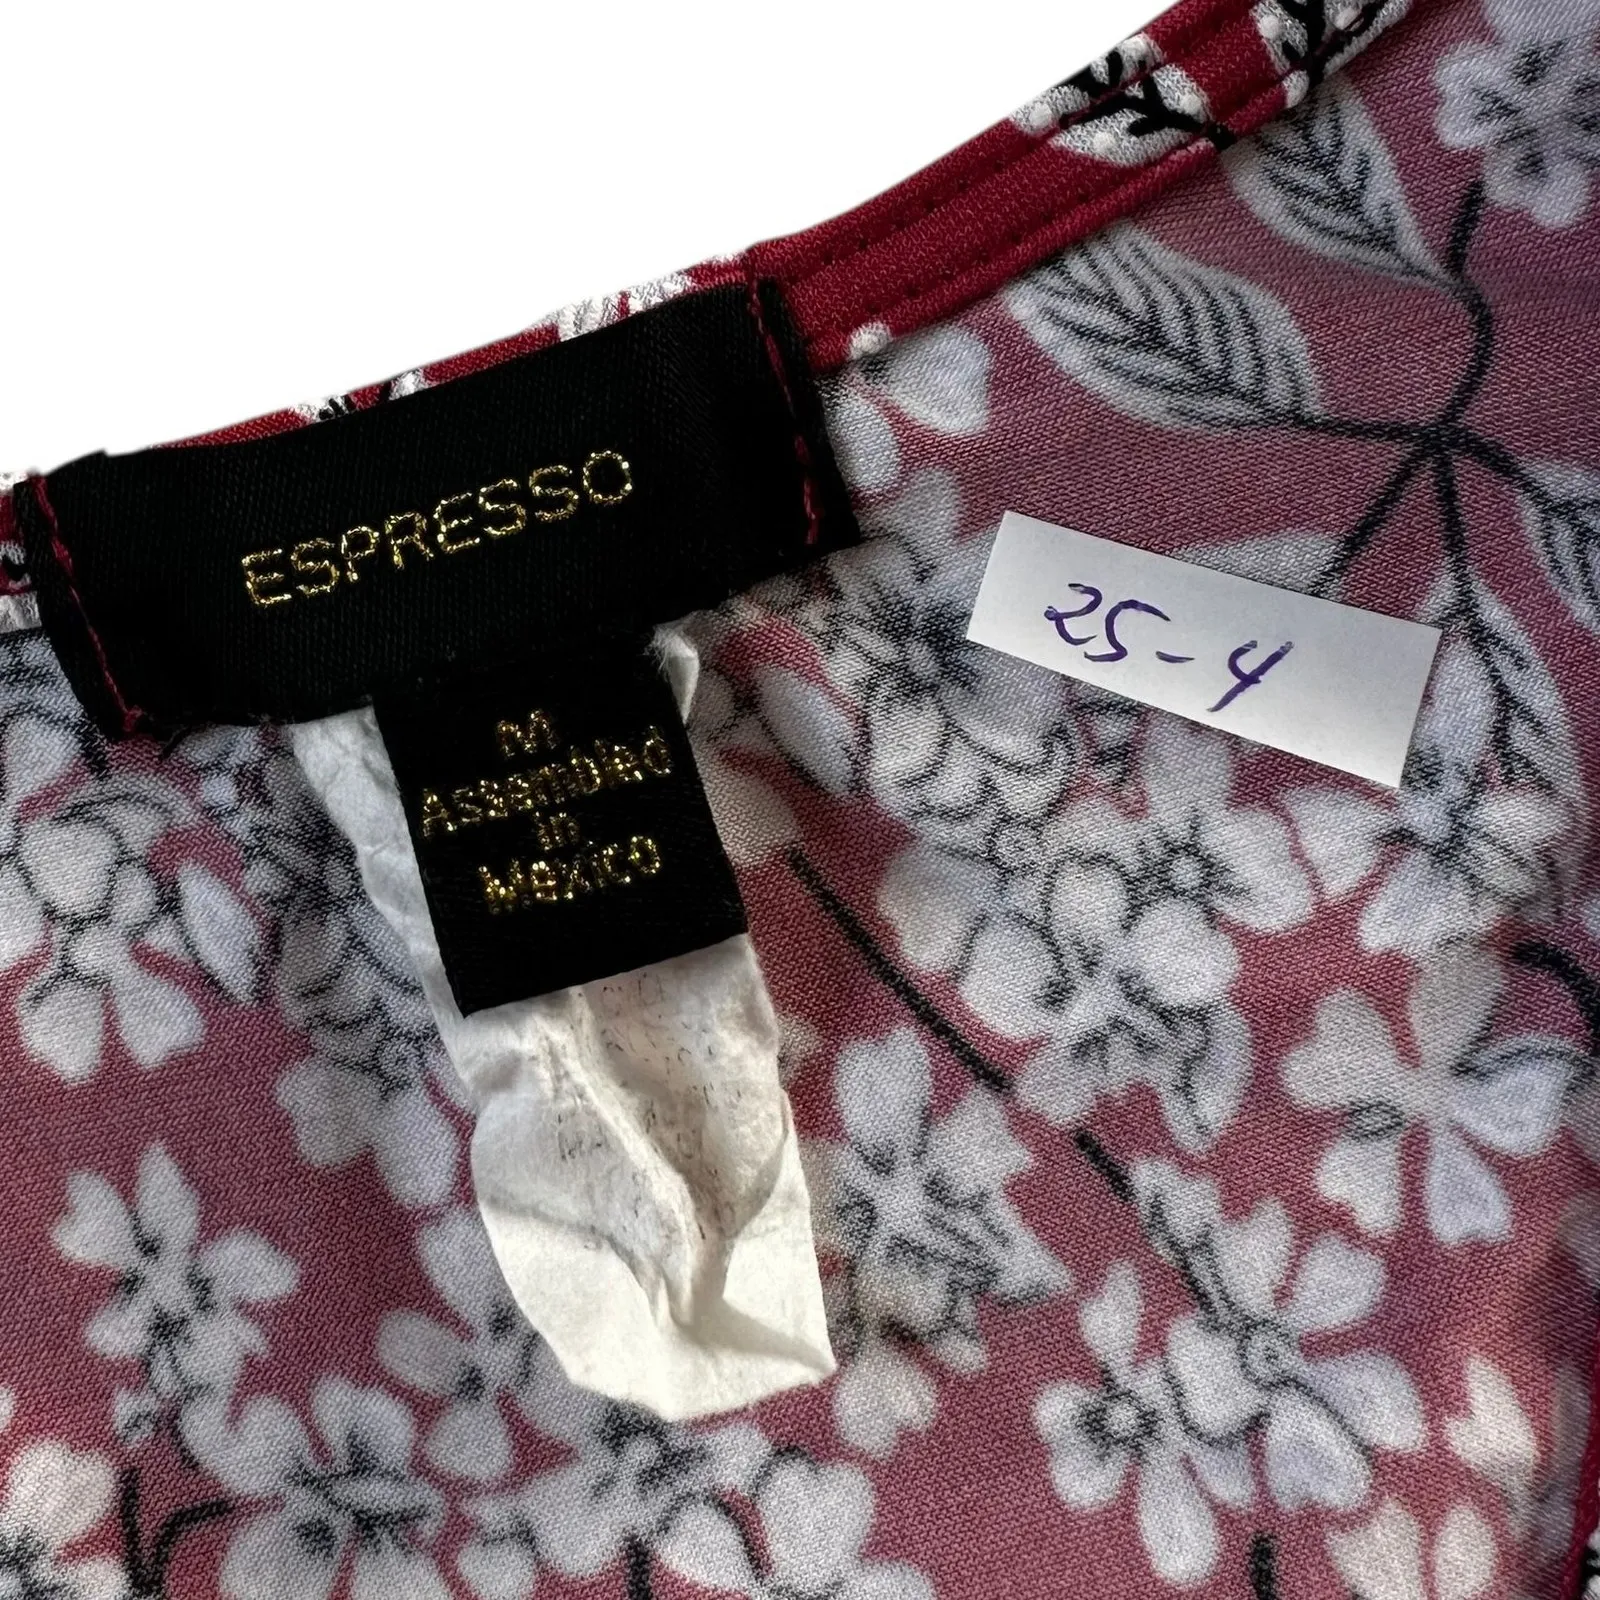 ESPRESSO
M
Assembled
in
Mexico
25-4